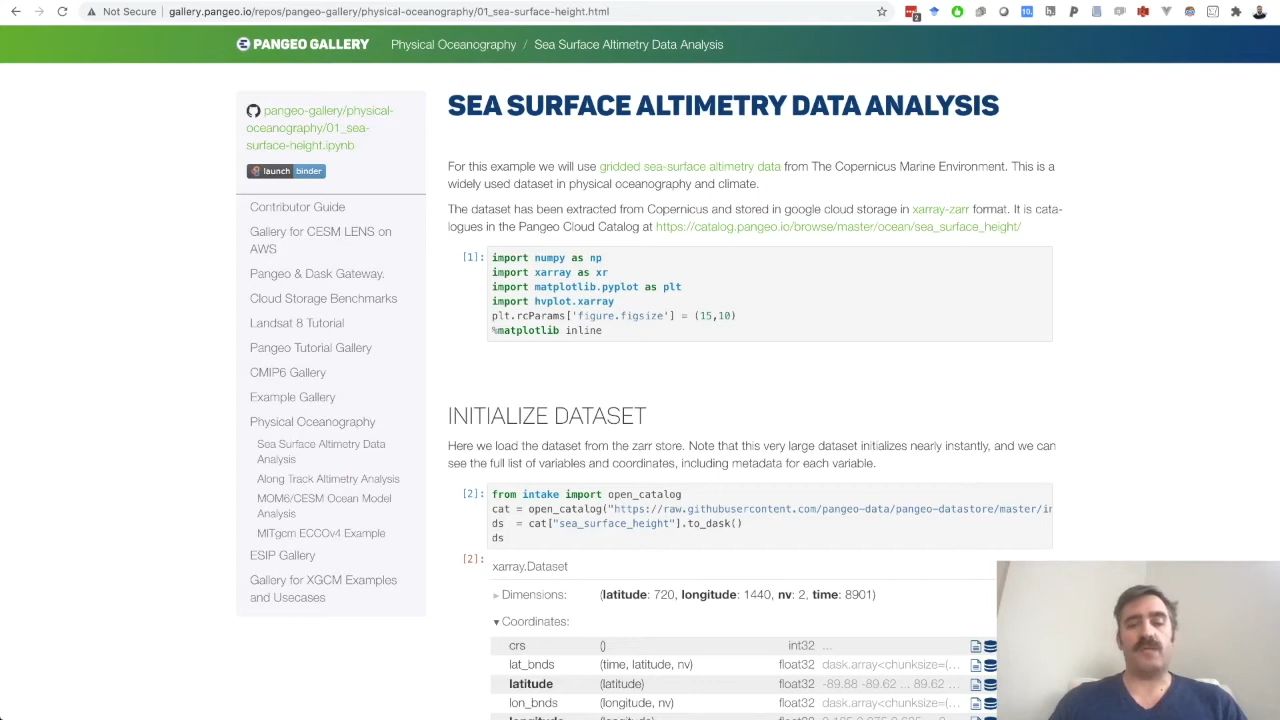 Not Secure | gallery.pangeo.io/repos/pangeo-gallery/physical-oceanography/01_sea-surface-height.html
2
10.
PANGEO GALLERY Physical Oceanography / Sea Surface Altimetry Data Analysis
pangeo-gallery/physical-
oceanography/01_sea-
surface-height.ipynb
launch binder
Contributor Guide
Gallery for CESM LENS on
AWS
Pangeo & Dask Gateway.
Cloud Storage Benchmarks
Landsat 8 Tutorial
Pangeo Tutorial Gallery
CMIP6 Gallery
Example Gallery
Physical Oceanography
Sea Surface Altimetry Data
Analysis
Along Track Altimetry Analysis
MOM6/CESM Ocean Model
Analysis
MITgcm ECCOv4 Example
ESIP Gallery
Gallery for XGCM Examples
and Usecases
SEA SURFACE ALTIMETRY DATA ANALYSIS
For this example we will use gridded sea-surface altimetry data from The Copernicus Marine Environment. This is a
widely used dataset in physical oceanography and climate.
The dataset has been extracted from Copernicus and stored in google cloud storage in xarray-zarr format. It is cata-
logues in the Pangeo Cloud Catalog at https://catalog.pangeo.io/browse/master/ocean/sea_surface_height/
[1]: import numpy as np
import xarray as xr
import matplotlib.pyplot as plt
import hvplot.xarray
plt.rcParams['figure.figsize'] = (15,10)
%matplotlib inline
INITIALIZE DATASET
Here we load the dataset from the zarr store. Note that this very large dataset initializes nearly instantly, and we can
see the full list of variables and coordinates, including metadata for each variable.
[2]: from intake import open_catalog
cat = open_catalog("https://raw.githubusercontent.com/pangeo-data/pangeo-datastore/master/in
ds = cat["sea_surface_height"].to_dask()
ds
[2]: xarray.Dataset
Dimensions: (latitude: 720, longitude: 1440, nv: 2, time: 8901)
Coordinates:
crs () int32 ...
lat_bnds (time, latitude, nv) float32 dask.array<chunksize=(...
latitude (latitude) float32 -89.88 -89.62 ... 89.62 ...
lon_bnds (longitude, nv) float32 dask.array<chunksize=(...